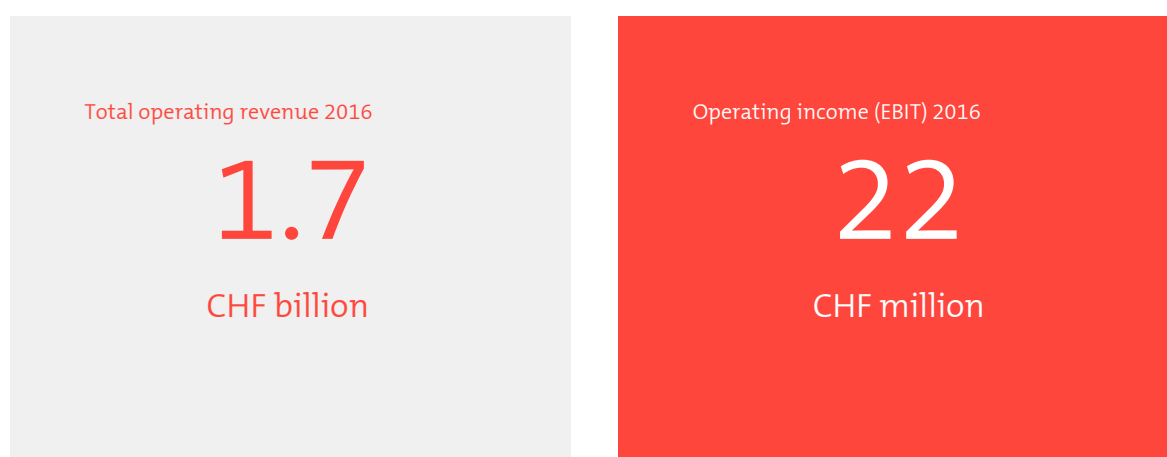 Total operating revenue 2016
1.7
CHF billion
Operating income (EBIT) 2016
22
CHF million